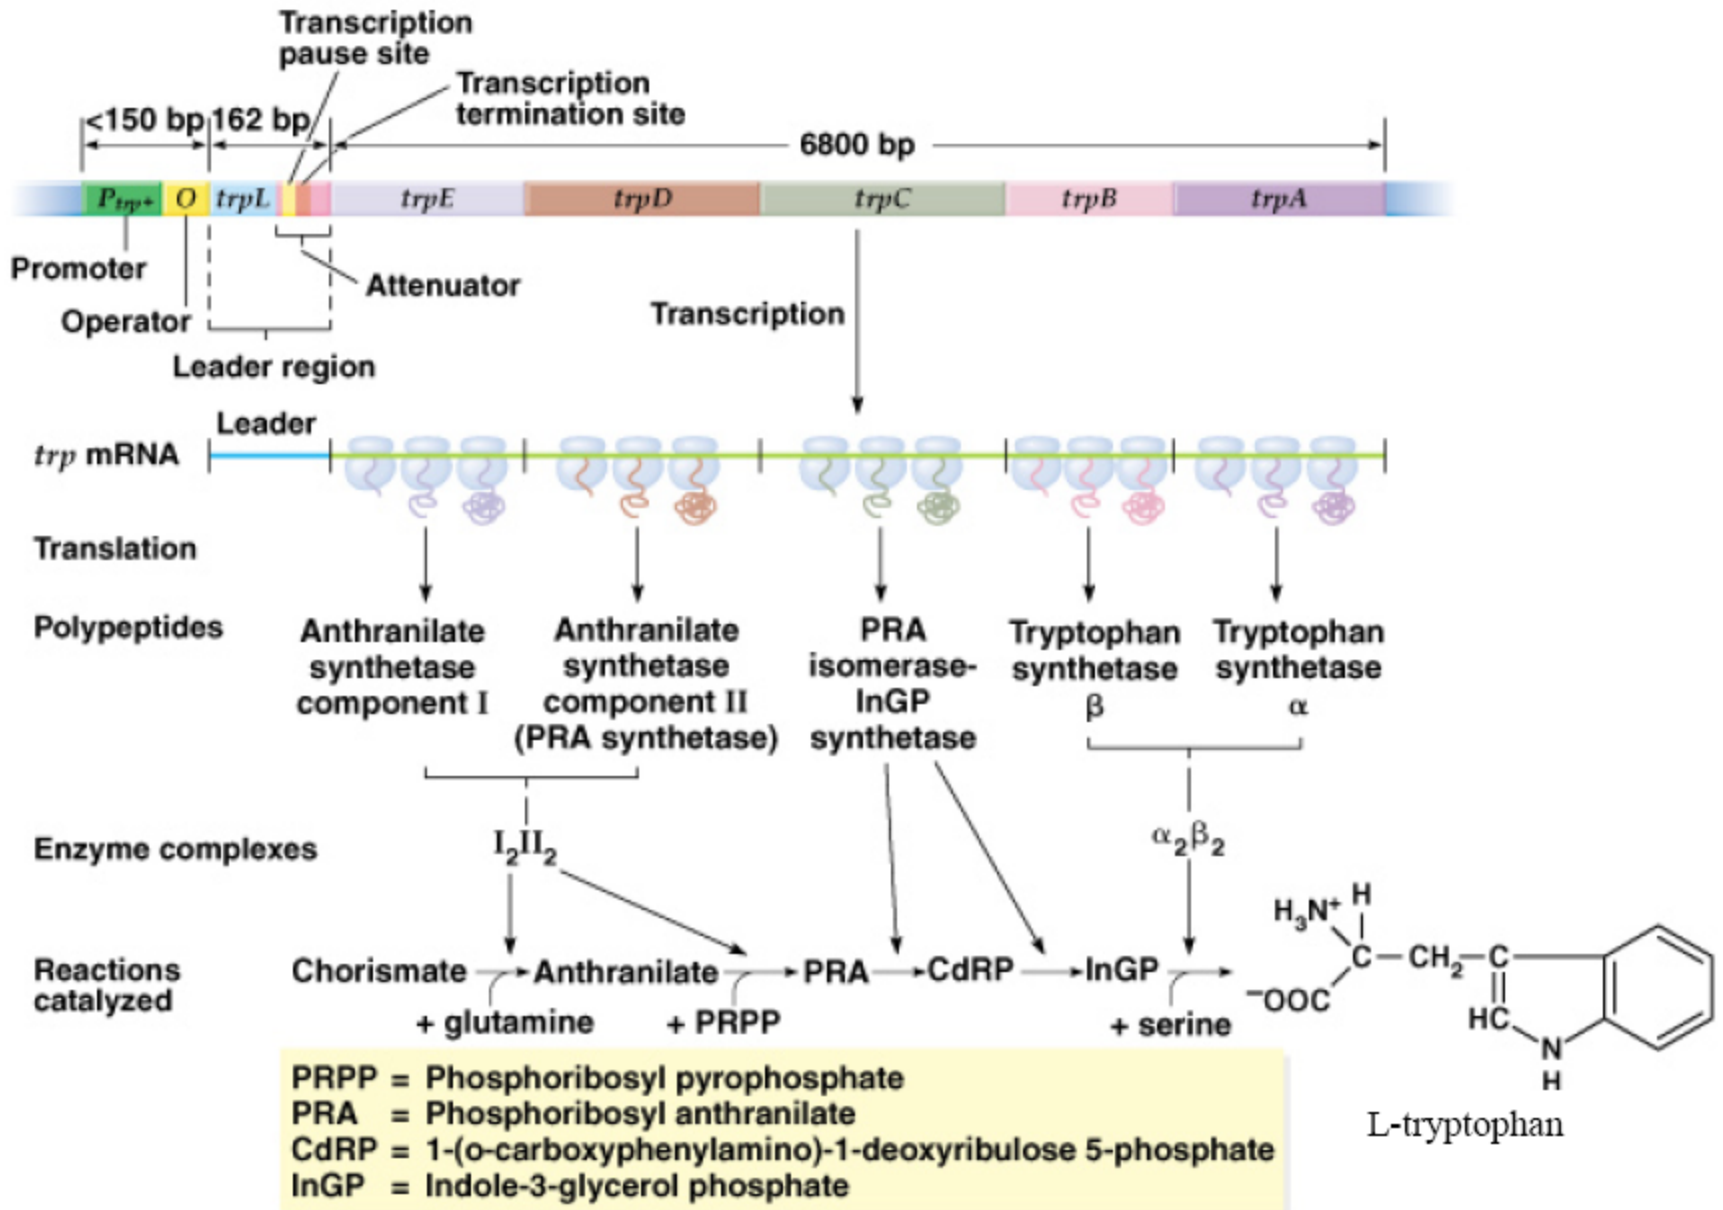 Transcription
pause site
Transcription
termination site
<150 bp 162 bp 6800 bp
Ptrp+ O trpL trpE trpD trpC trpB trpA
Promoter
Operator
Attenuator
Leader region
Transcription
Leader
trp mRNA
Translation
Polypeptides
Anthranilate
synthetase
component I
Anthranilate
synthetase
component II
(PRA synthetase)
PRA
isomerase-
InGP
synthetase
Tryptophan
synthetase
β
Tryptophan
synthetase
α
Enzyme complexes
I2II2
α2β2
Reactions
catalyzed
Chorismate
+ glutamine
Anthranilate
+ PRPP
PRA
CdRP
InGP
+ serine
H3N+ H
C CH2 C
−OOC
HC
N
H
L-tryptophan
PRPP = Phosphoribosyl pyrophosphate
PRA = Phosphoribosyl anthranilate
CdRP = 1-(o-carboxyphenylamino)-1-deoxyribulose 5-phosphate
InGP = Indole-3-glycerol phosphate